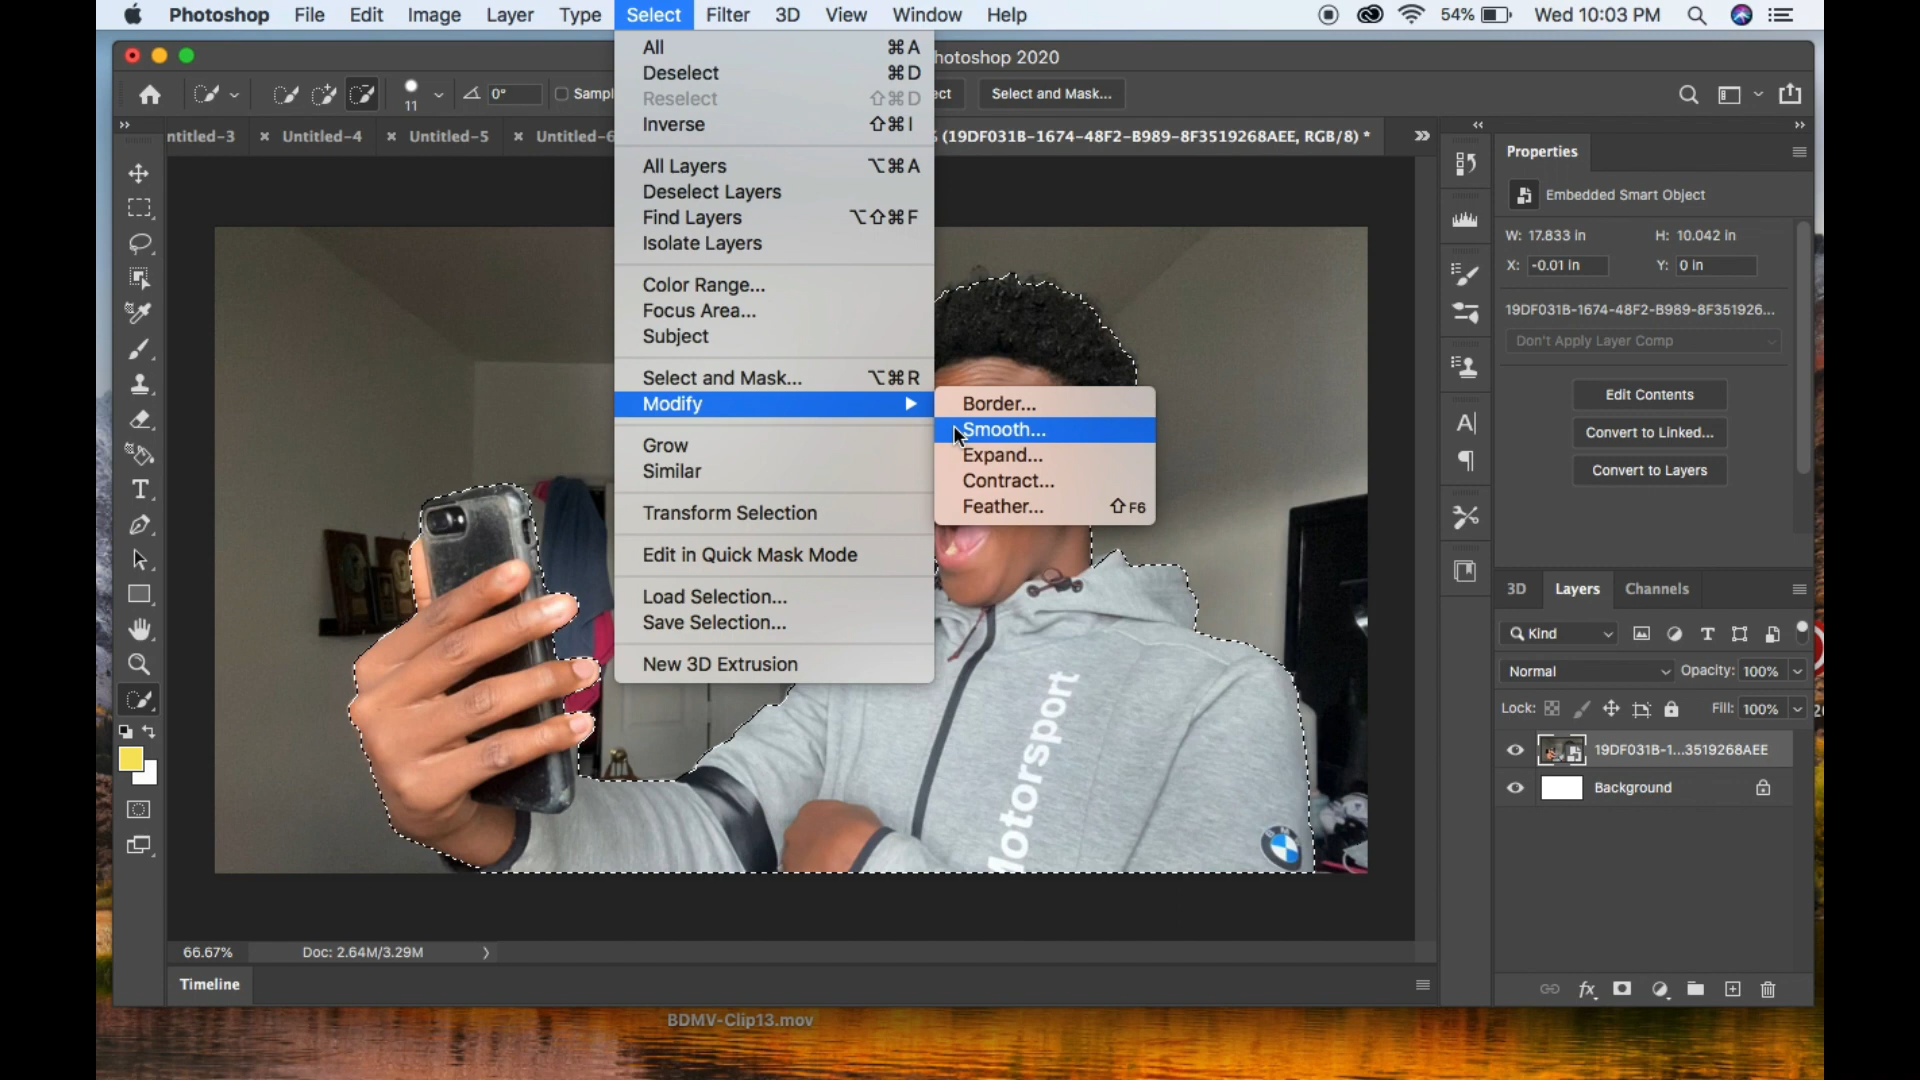 Photoshop File Edit Image Layer Type Select Filter 3D View Window Help 54% Wed 10:03 PM
hotoshop 2020
11 0° Sampl ect Select and Mask...
ntitled-3 × Untitled-4 × Untitled-5 × Untitled-6 (19DF031B-1674-48F2-B989-8F3519268AEE, RGB/8) *
All ⌘A
Deselect ⌘D
Reselect ⇧⌘D
Inverse ⇧⌘I
All Layers ⌥⌘A
Deselect Layers
Find Layers ⌥⇧⌘F
Isolate Layers
Color Range...
Focus Area...
Subject
Select and Mask... ⌥⌘R
Modify
Grow
Similar
Transform Selection
Edit in Quick Mask Mode
Load Selection...
Save Selection...
New 3D Extrusion
Border...
Smooth...
Expand...
Contract...
Feather... ⇧F6
otorsport
BMW
Properties
Embedded Smart Object
W: 17.833 in H: 10.042 in
X: -0.01 in Y: 0 in
19DF031B-1674-48F2-B989-8F351926...
Don't Apply Layer Comp
Edit Contents
Convert to Linked...
Convert to Layers
3D Layers Channels
Kind
Normal Opacity: 100%
Lock: Fill: 100%
19DF031B-1...3519268AEE
Background
fx
66.67% Doc: 2.64M/3.29M
Timeline
BDMV-Clip13.mov